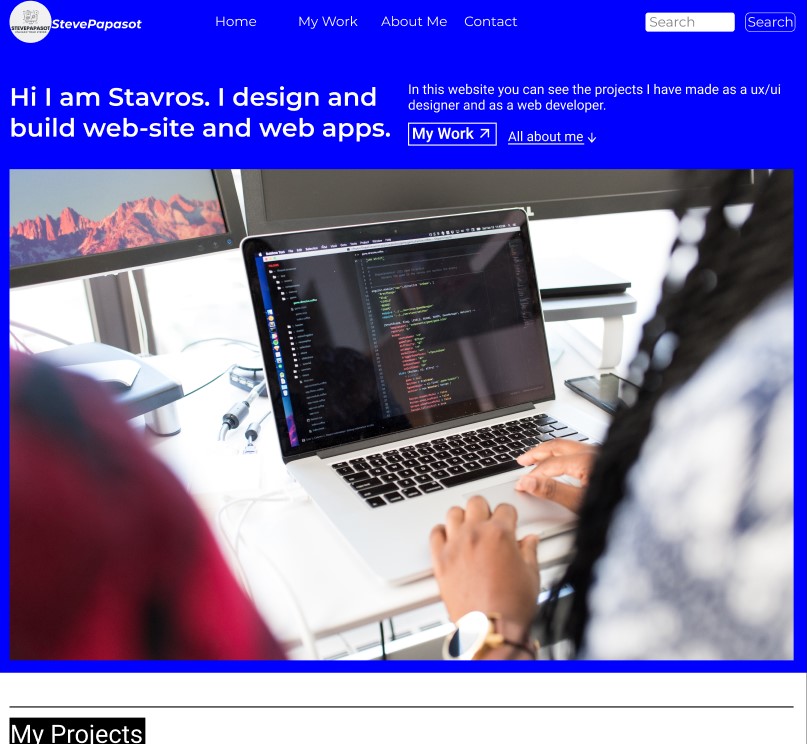 STEVEPAPASOT
StevePapasot
Home
My Work
About Me
Contact
Search
Search
Hi I am Stavros. I design and
build web-site and web apps.
In this website you can see the projects I have made as a ux/ui
designer and as a web developer.
My Work
All about me
My Projects